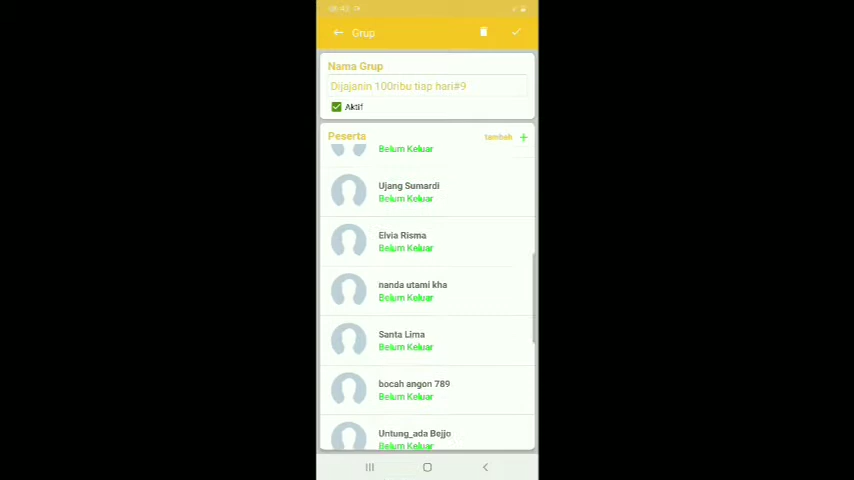 08:43
Grup
Nama Grup
Dijajanin 100ribu tiap hari#9
Aktif
Peserta
tambah +
Belum Keluar
Ujang Sumardi
Belum Keluar
Elvia Risma
Belum Keluar
nanda utami kha
Belum Keluar
Santa Lima
Belum Keluar
bocah angon 789
Belum Keluar
Untung_ada Bejjo
Belum Keluar